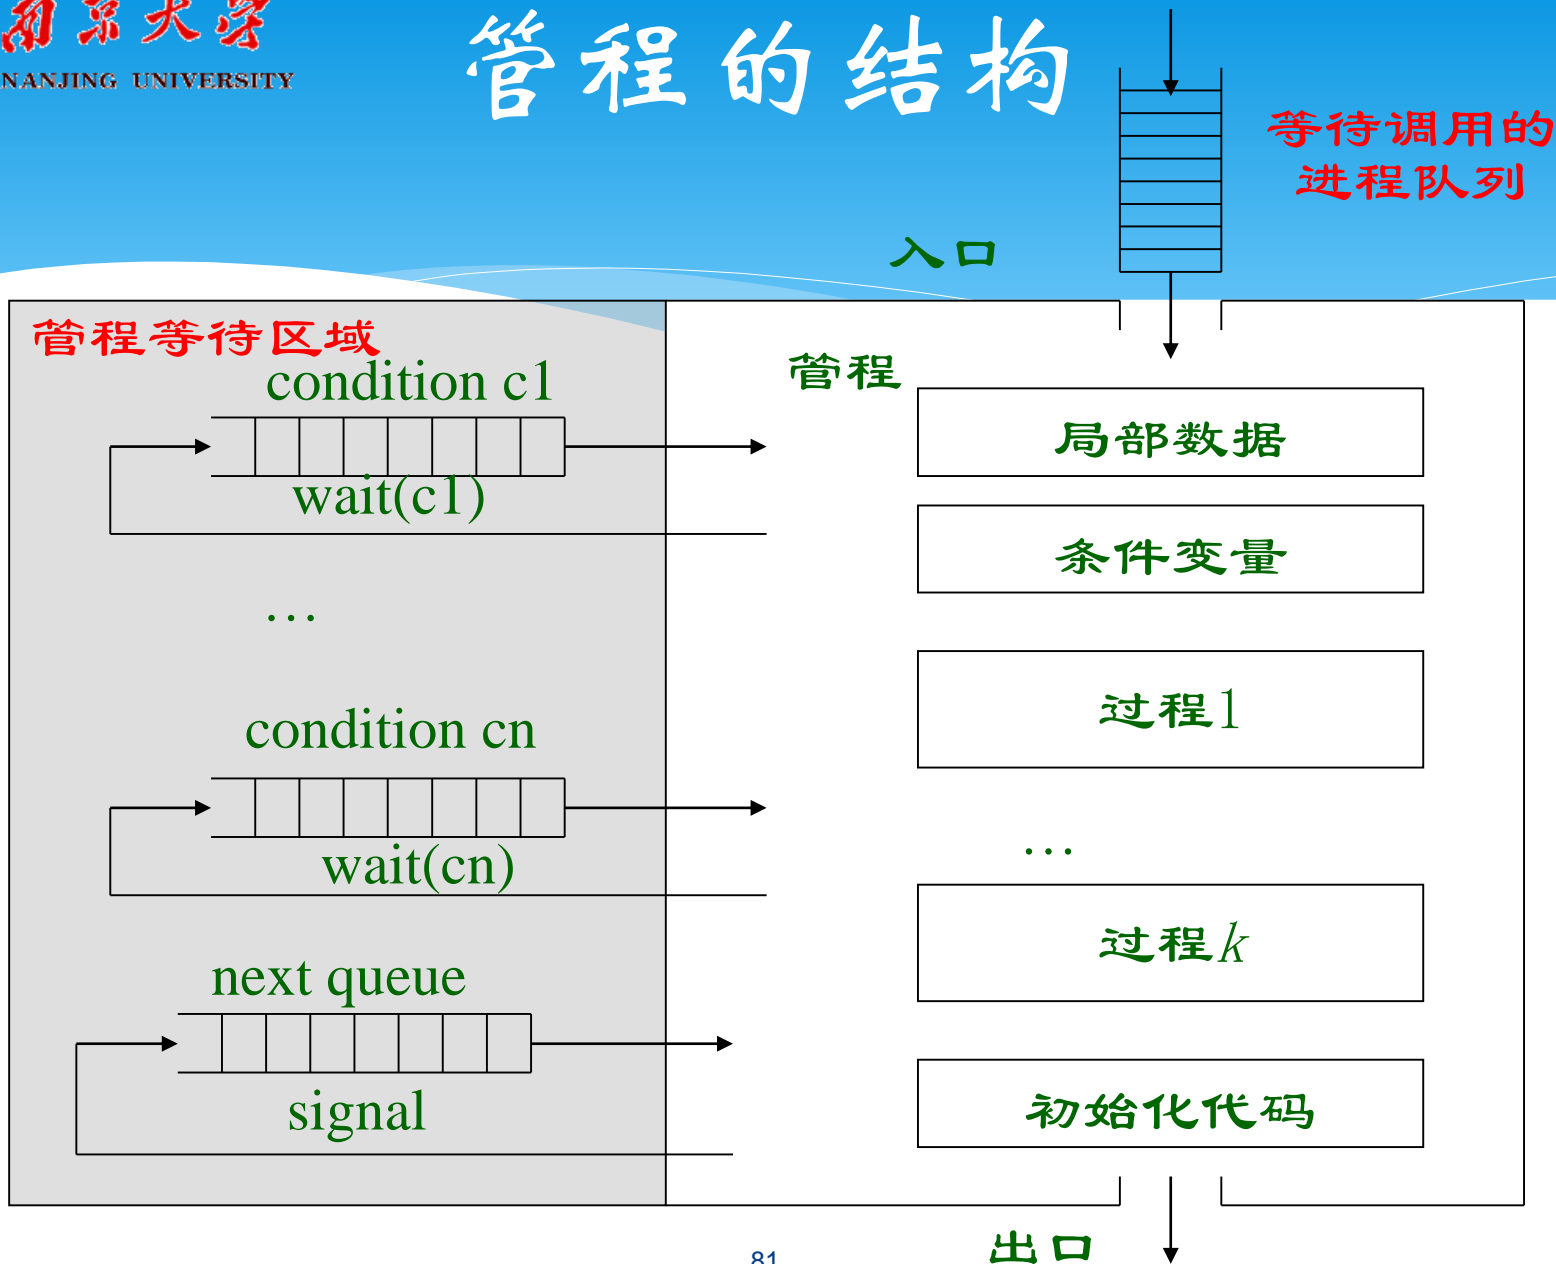 南京大学
NANJING UNIVERSITY
管程的结构
等待调用的
进程队列
入口
管程等待区域
condition c1
wait(c1)
…
condition cn
wait(cn)
next queue
signal
管程
局部数据
条件变量
过程1
…
过程k
初始化代码
出口
81